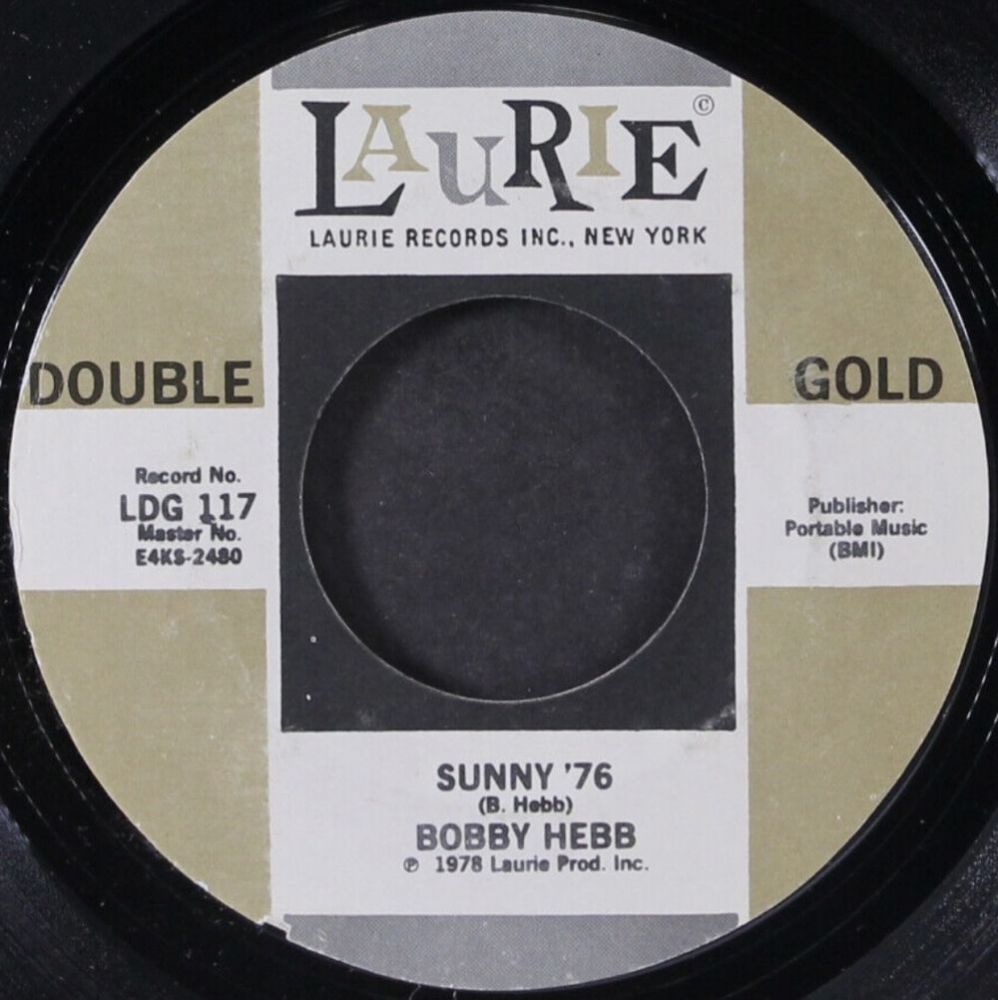 LAURIE ©
LAURIE RECORDS INC., NEW YORK
DOUBLE GOLD
Record No.
LDG 117
Master No.
E4KS-2480
Publisher:
Portable Music
(BMI)
SUNNY '76
(B. Hebb)
BOBBY HEBB
℗ 1978 Laurie Prod. Inc.